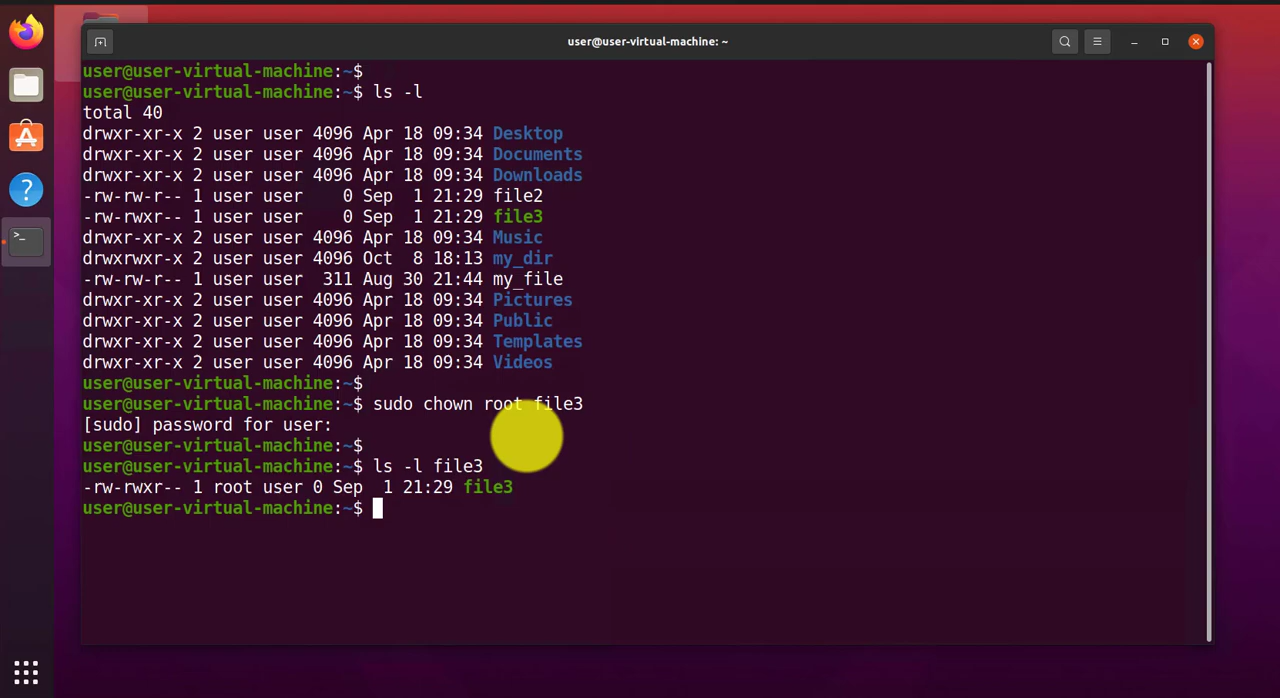 user@user-virtual-machine: ~
user@user-virtual-machine:~$
user@user-virtual-machine:~$ ls -l
total 40
drwxr-xr-x 2 user user 4096 Apr 18 09:34 Desktop
drwxr-xr-x 2 user user 4096 Apr 18 09:34 Documents
drwxr-xr-x 2 user user 4096 Apr 18 09:34 Downloads
-rw-rw-r-- 1 user user    0 Sep  1 21:29 file2
-rw-rwxr-- 1 user user    0 Sep  1 21:29 file3
drwxr-xr-x 2 user user 4096 Apr 18 09:34 Music
drwxrwxr-x 2 user user 4096 Oct  8 18:13 my_dir
-rw-rw-r-- 1 user user  311 Aug 30 21:44 my_file
drwxr-xr-x 2 user user 4096 Apr 18 09:34 Pictures
drwxr-xr-x 2 user user 4096 Apr 18 09:34 Public
drwxr-xr-x 2 user user 4096 Apr 18 09:34 Templates
drwxr-xr-x 2 user user 4096 Apr 18 09:34 Videos
user@user-virtual-machine:~$
user@user-virtual-machine:~$ sudo chown root file3
[sudo] password for user:
user@user-virtual-machine:~$
user@user-virtual-machine:~$ ls -l file3
-rw-rwxr-- 1 root user 0 Sep  1 21:29 file3
user@user-virtual-machine:~$